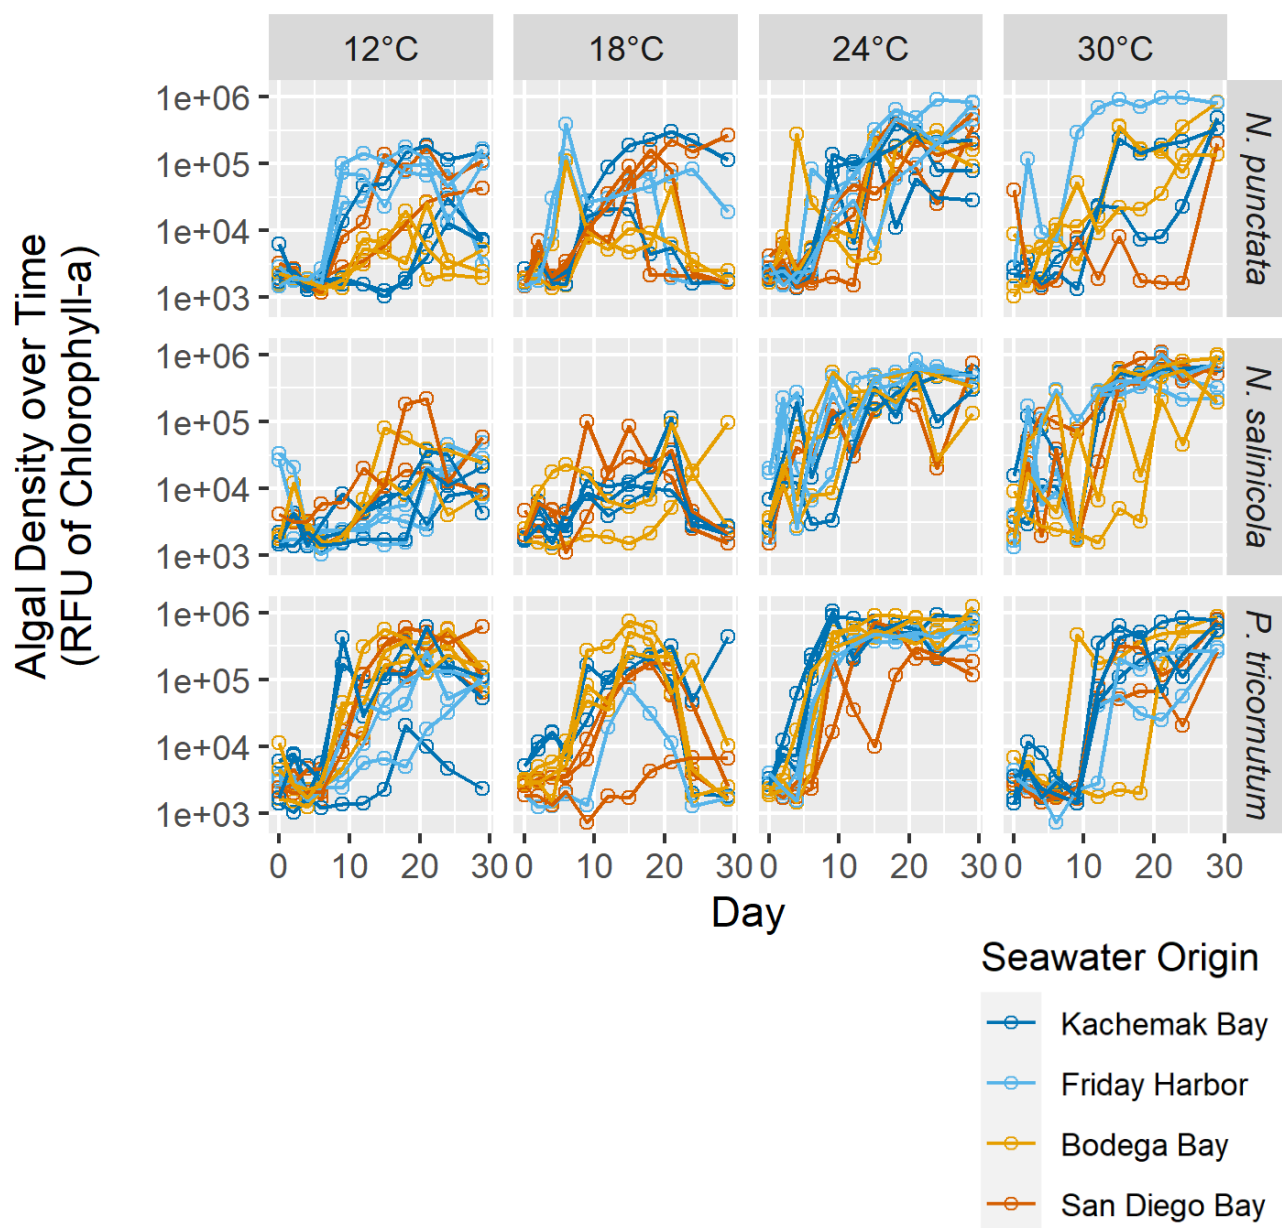 12°C 18°C 24°C 30°C
Algal Density over Time
(RFU of Chlorophyll-a)
1e+06
1e+05
1e+04
1e+03
N. punctata
1e+06
1e+05
1e+04
1e+03
N. salinicola
1e+06
1e+05
1e+04
1e+03
P. tricornutum
0 10 20 30 0 10 20 30 0 10 20 30 0 10 20 30
Day
Seawater Origin
Kachemak Bay
Friday Harbor
Bodega Bay
San Diego Bay